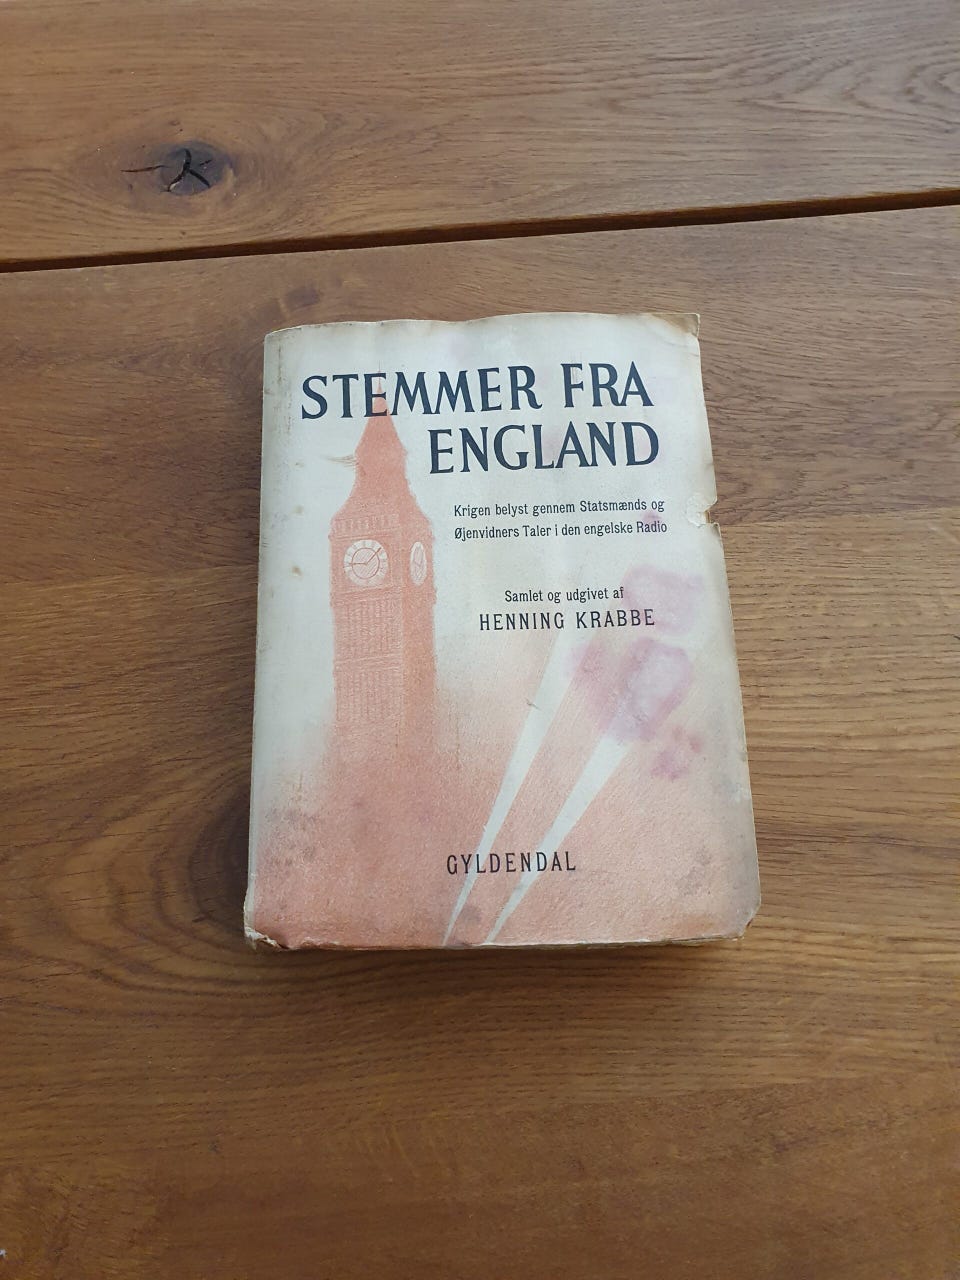 STEMMER FRA
ENGLAND
Krigen belyst gennem Statsmænds og
Øjenvidners Taler i den engelske Radio
Samlet og udgivet af
HENNING KRABBE
GYLDENDAL